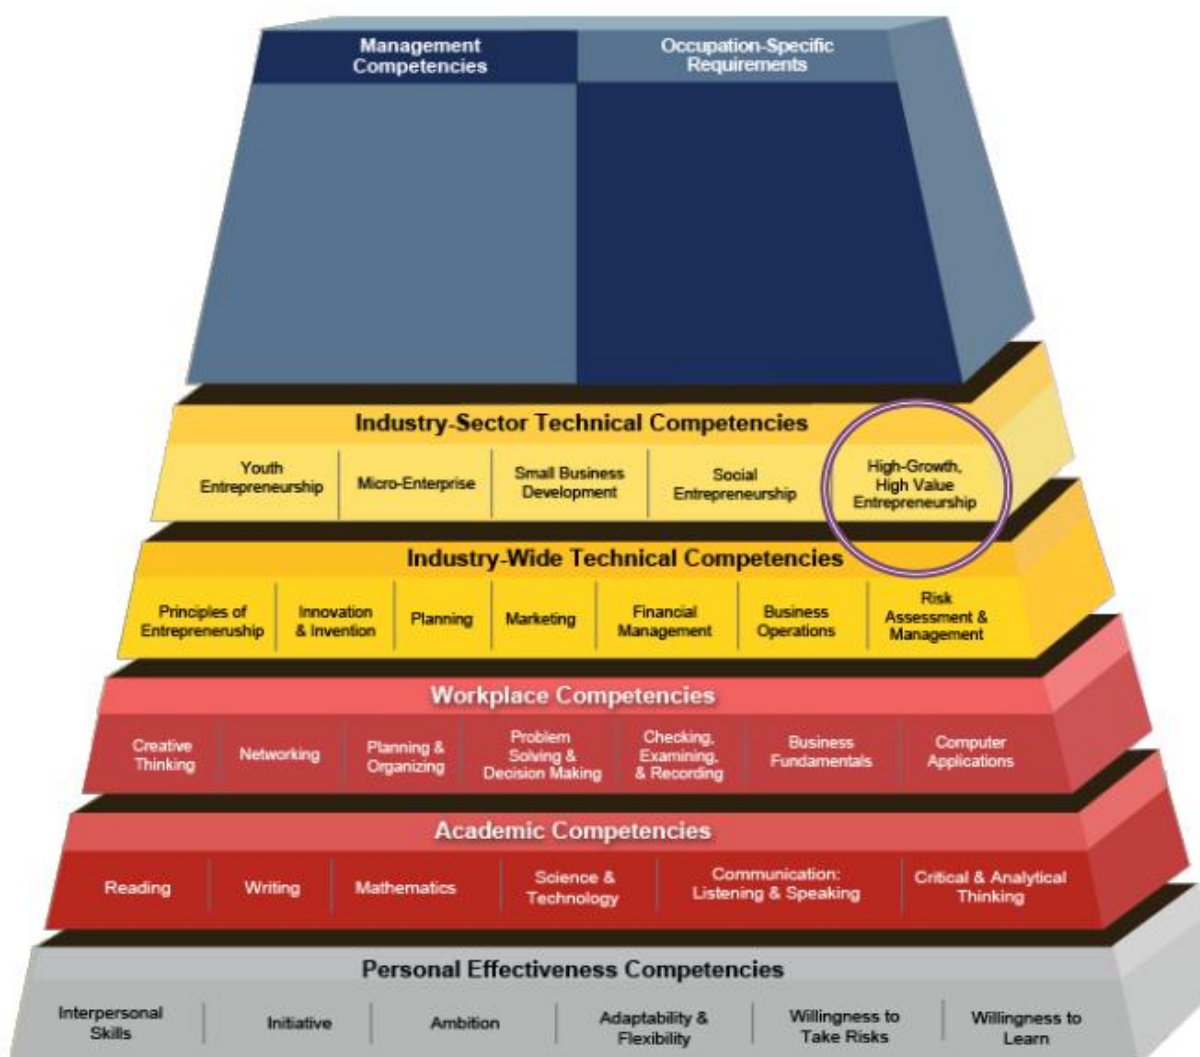 Management
Competencies
Occupation-Specific
Requirements
Industry-Sector Technical Competencies
Youth
Entrepreneurship
Micro-Enterprise
Small Business
Development
Social
Entrepreneurship
High-Growth,
High Value
Entrepreneurship
Industry-Wide Technical Competencies
Principles of
Entrepreneruship
Innovation
& Invention
Planning
Marketing
Financial
Management
Business
Operations
Risk
Assessment &
Management
Workplace Competencies
Creative
Thinking
Networking
Planning &
Organizing
Problem
Solving &
Decision Making
Checking,
Examining,
& Recording
Business
Fundamentals
Computer
Applications
Academic Competencies
Reading
Writing
Mathematics
Science &
Technology
Communication:
Listening & Speaking
Critical & Analytical
Thinking
Personal Effectiveness Competencies
Interpersonal
Skills
Initiative
Ambition
Adaptability &
Flexibility
Willingness to
Take Risks
Willingness to
Learn